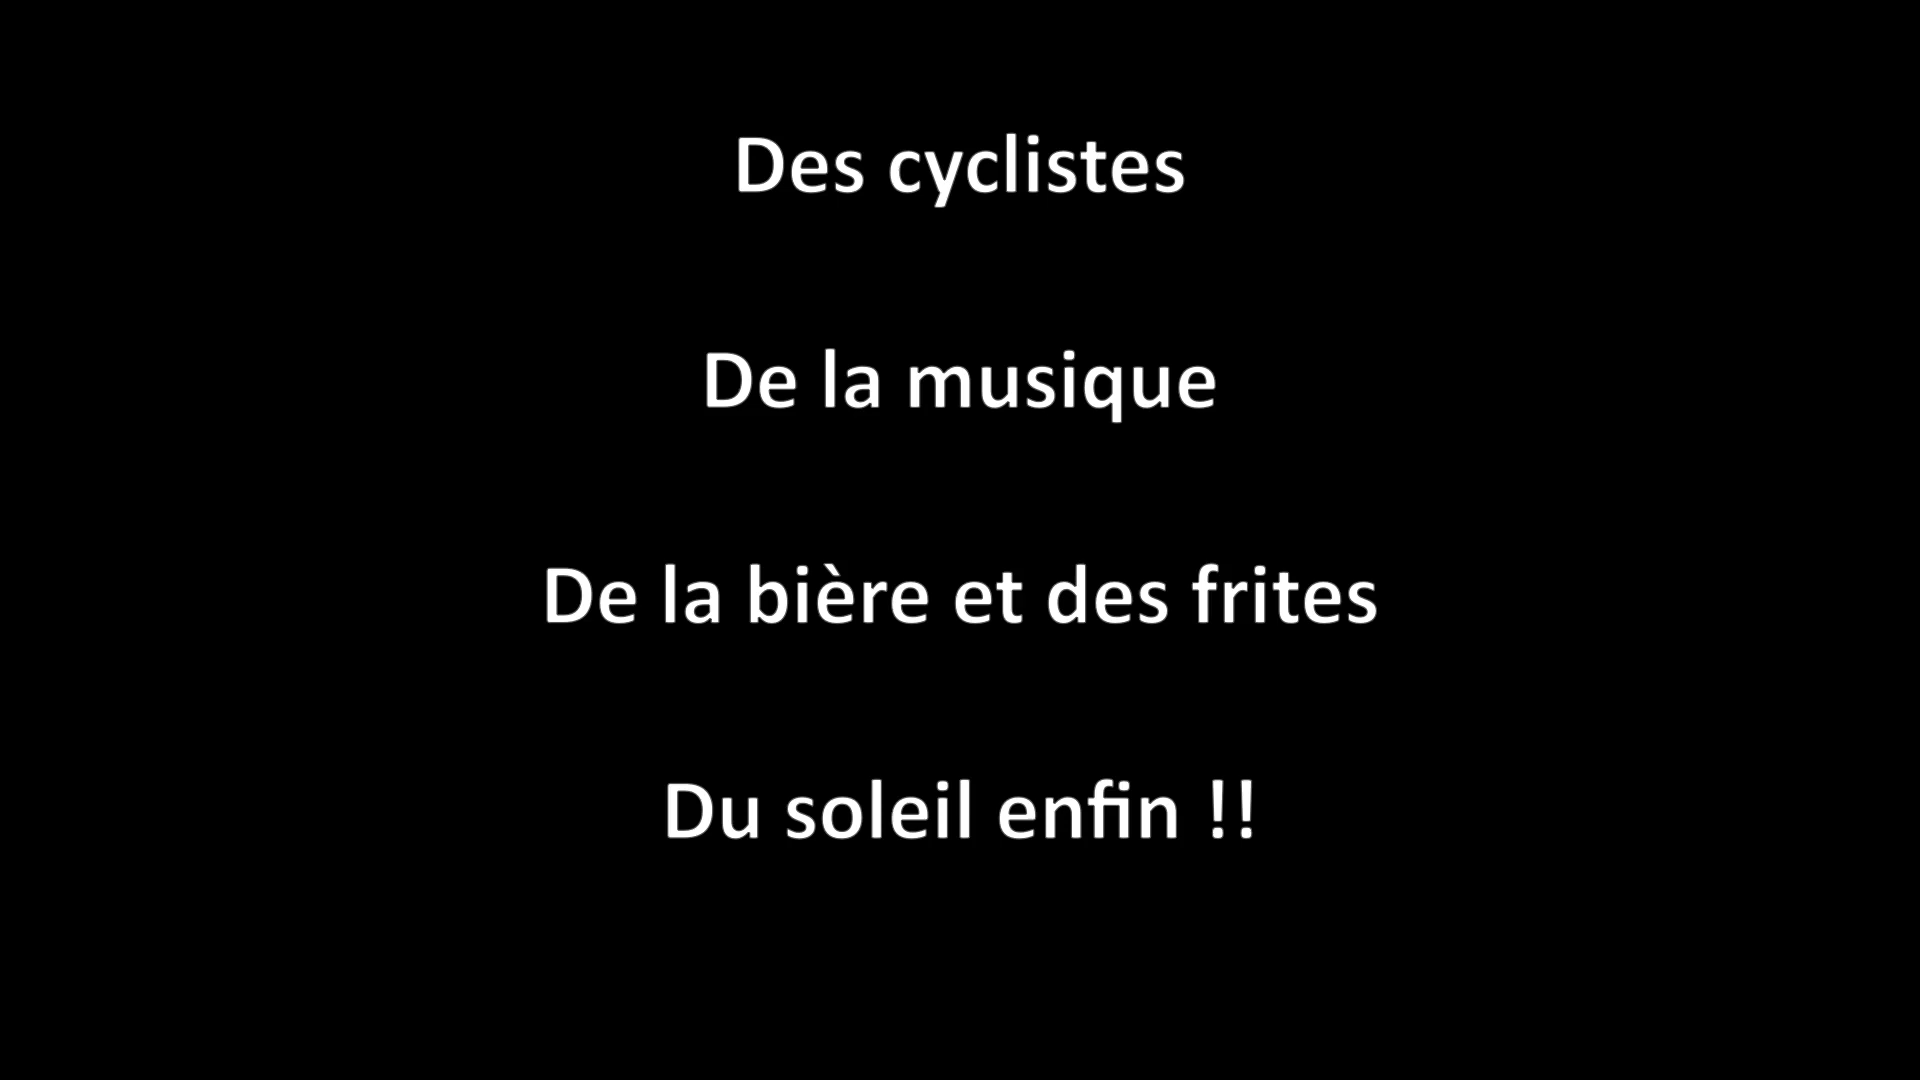 Des cyclistes
De la musique
De la bière et des frites
Du soleil enfin !!